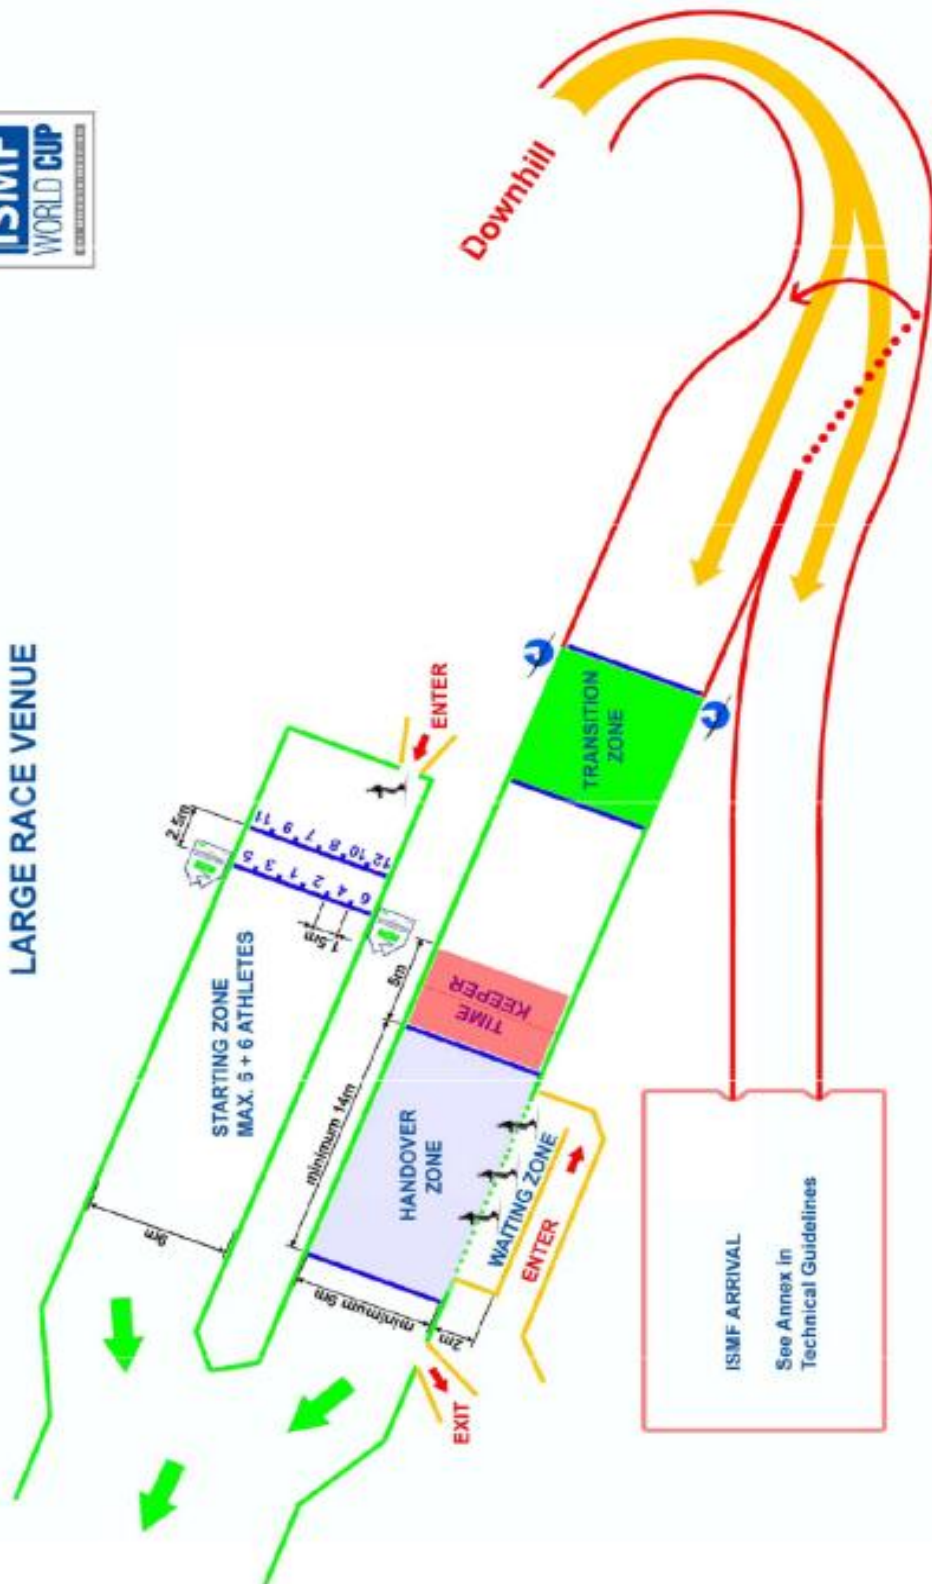 ISMF
WORLD CUP
LARGE RACE VENUE
Downhill
ENTER
2.5m
11 9 7 8 10 12
5 3 1 2 4 6
1.5m
STARTING ZONE
MAX. 6 + 6 ATHLETES
9m
TRANSITION
ZONE
5m
TIME
KEEPER
minimum 14m
HANDOVER
ZONE
minimum 9m
2m
WAITING ZONE
ENTER
EXIT
ISMF ARRIVAL
See Annex in
Technical Guidelines